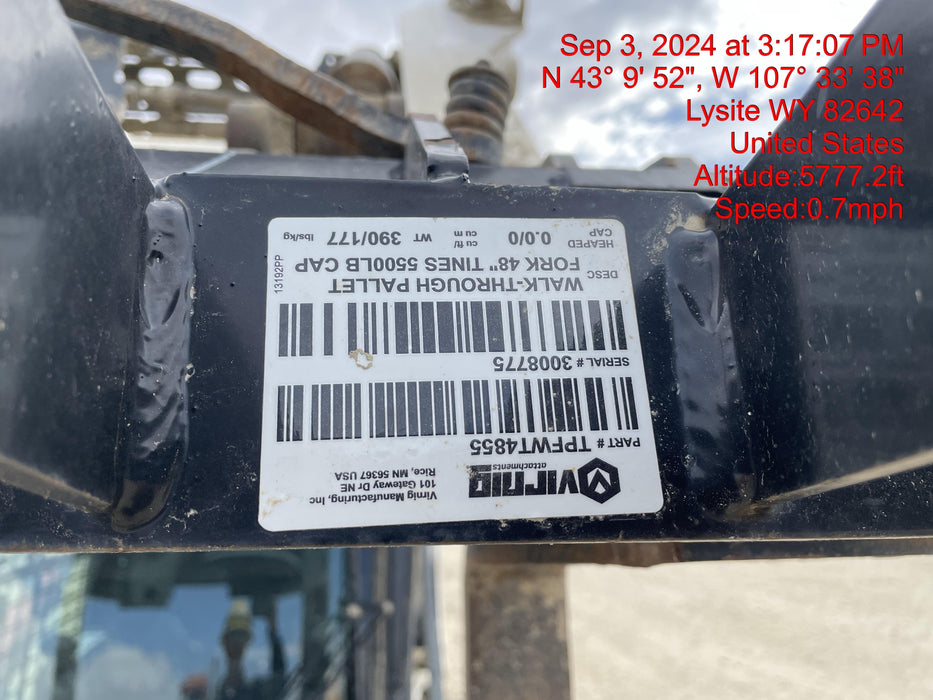 Sep 3, 2024 at 3:17:07 PM
N 43° 9' 52", W 107° 33' 38"
Lysite WY 82642
United States
Altitude:5777.2ft
Speed:0.7mph
VIRNIG
attachments
Virnig Manufacturing, Inc
101 Gateway Dr NE
Rice, MN 56367 USA
PART # TPFWT4855
SERIAL # 3008775
DESC WALK-THROUGH PALLET
FORK 48" TINES 5500LB CAP
HEAPED CAP 0.0/0 cu ft/ cu m WT 390/177 lbs/kg
13192PP